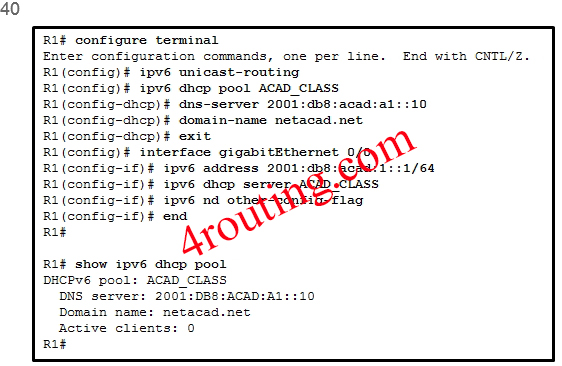 40
R1# configure terminal
Enter configuration commands, one per line. End with CNTL/Z.
R1(config)# ipv6 unicast-routing
R1(config)# ipv6 dhcp pool ACAD_CLASS
R1(config-dhcp)# dns-server 2001:db8:acad:a1::10
R1(config-dhcp)# domain-name netacad.net
R1(config-dhcp)# exit
R1(config)# interface gigabitEthernet 0/0
R1(config-if)# ipv6 address 2001:db8:acad:1::1/64
R1(config-if)# ipv6 dhcp server ACAD_CLASS
R1(config-if)# ipv6 nd other-config-flag
R1(config-if)# end
R1#
R1# show ipv6 dhcp pool
DHCPv6 pool: ACAD_CLASS
DNS server: 2001:DB8:ACAD:A1::10
Domain name: netacad.net
Active clients: 0
R1#
4routing.com